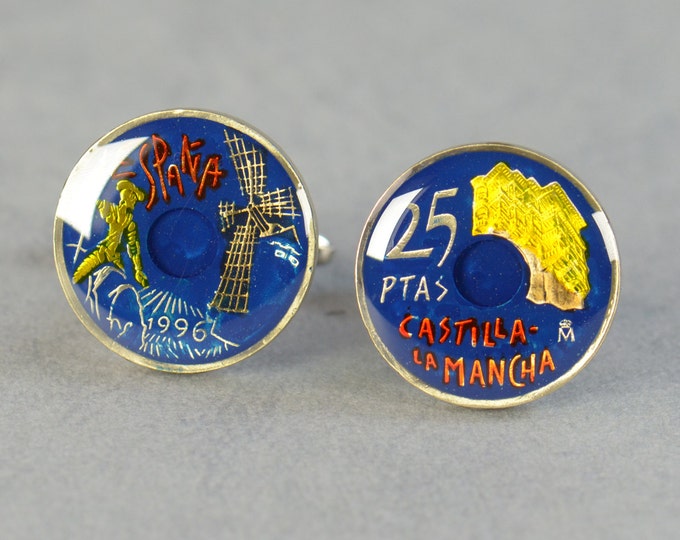 ESPAÑA
1996
25
PTAS
CASTILLA-
LA MANCHA
M